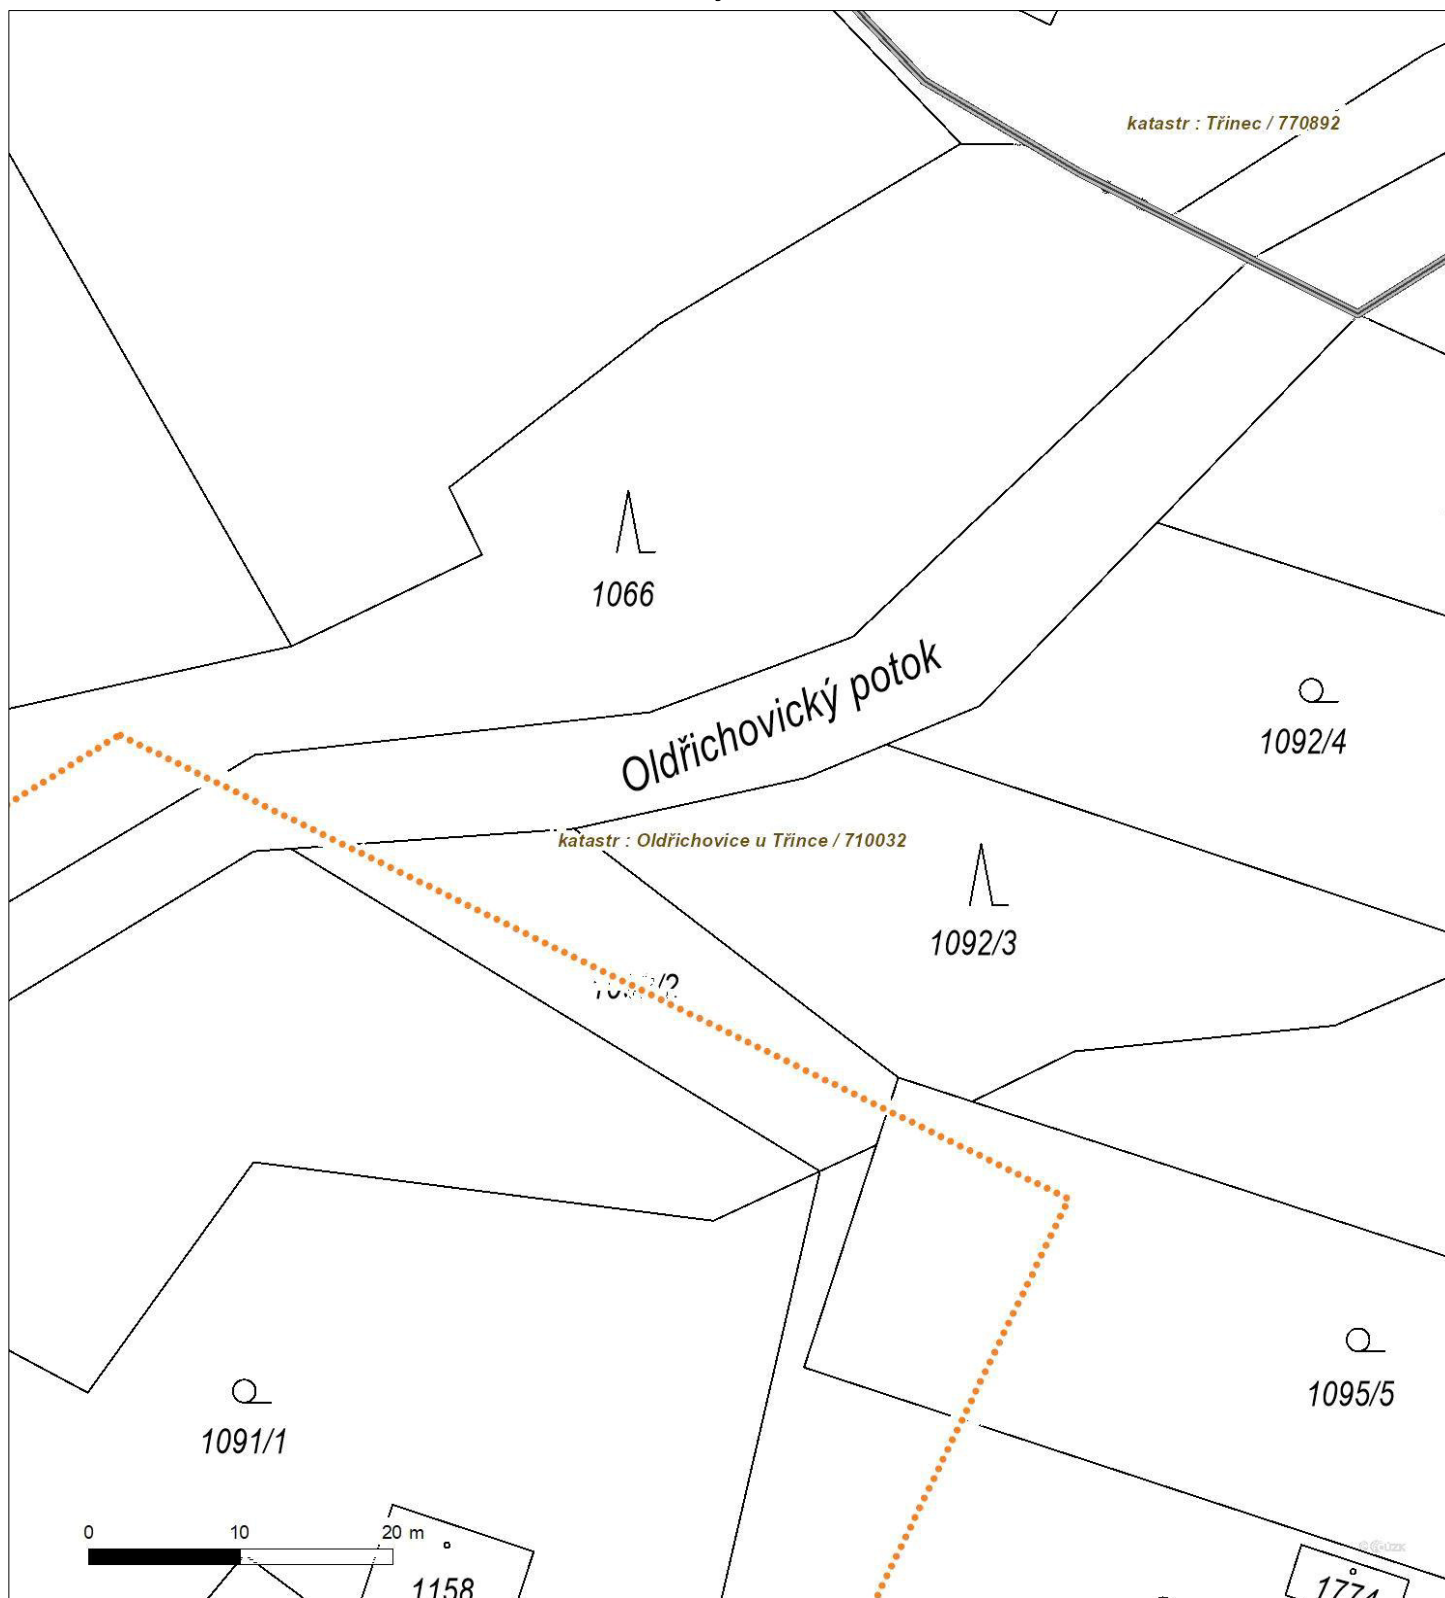 katastr : Třinec / 770892
1066
Oldřichovický potok
1092/4
katastr : Oldřichovice u Třince / 710032
1092/3
1095/5
1091/1
0 10 20 m
1158
1774